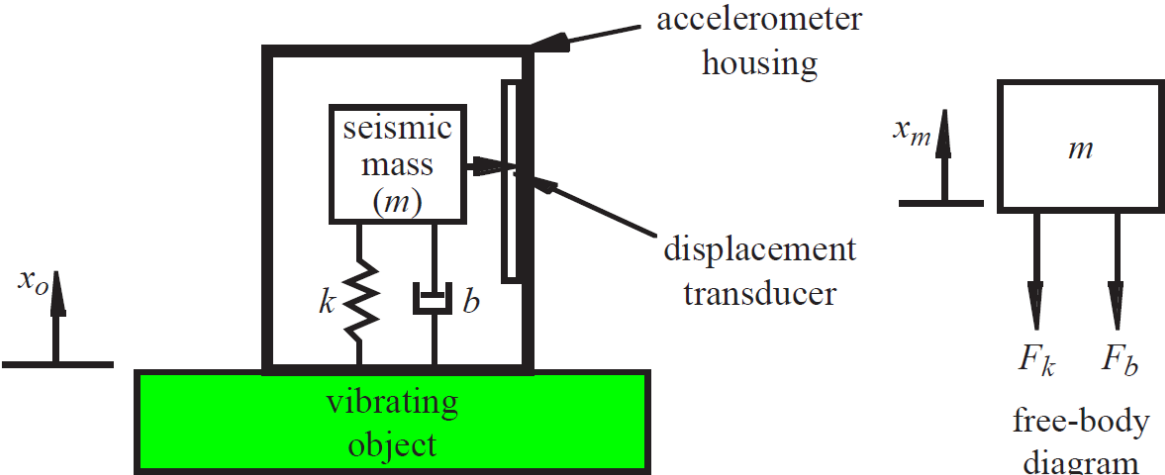 accelerometer
housing
seismic
mass
(m)
x_m
m
displacement
transducer
x_o
k
b
F_k
F_b
vibrating
object
free-body
diagram